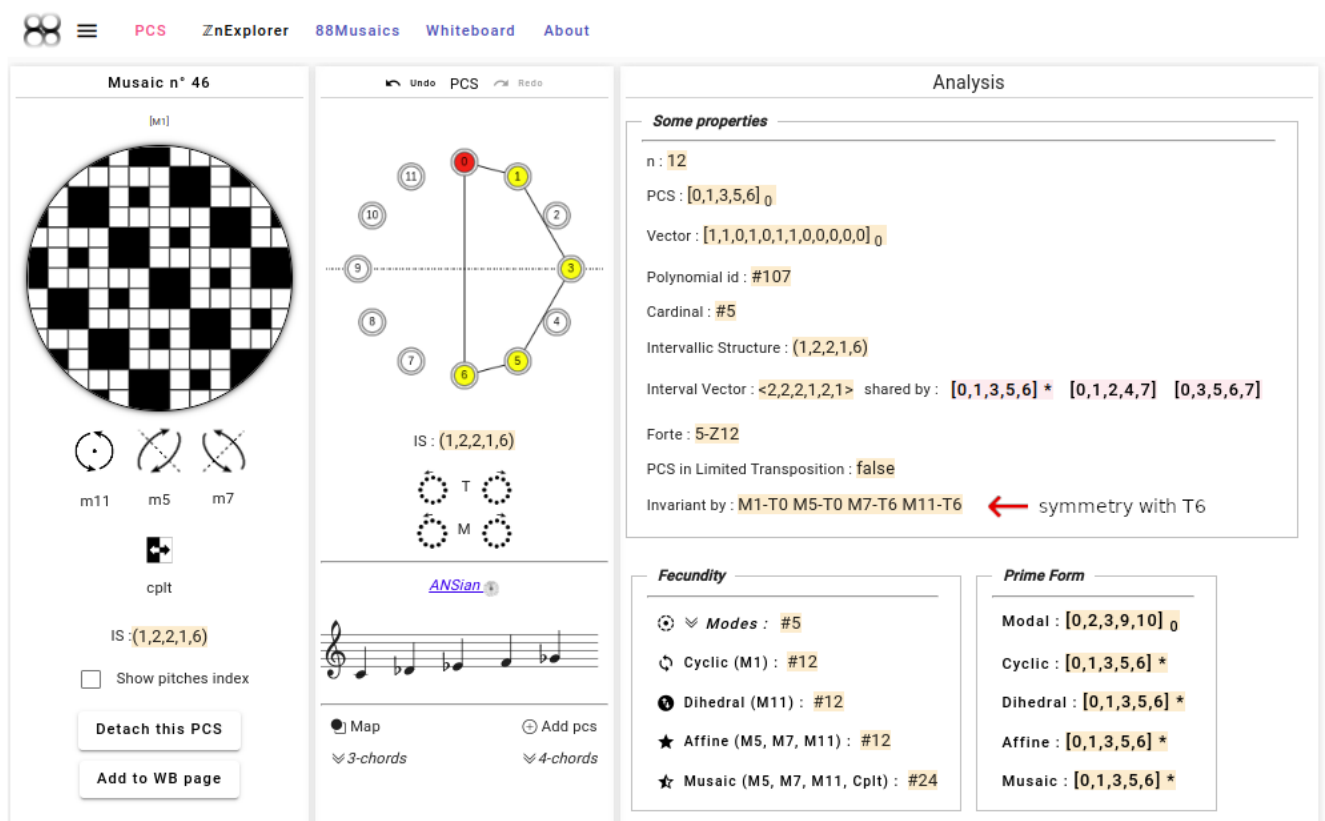 PCS ℤnExplorer 88Musaics Whiteboard About
Musaic n° 46
[M1]
m11 m5 m7
cplt
IS :(1,2,2,1,6)
Show pitches index
Detach this PCS
Add to WB page
Undo PCS Redo
0
1
2
3
4
5
6
7
8
9
10
11
IS : (1,2,2,1,6)
T
M
ANSian
Map Add pcs
3-chords 4-chords
Analysis
Some properties
n : 12
PCS : [0,1,3,5,6] 0
Vector : [1,1,0,1,0,1,1,0,0,0,0,0] 0
Polynomial id : #107
Cardinal : #5
Intervallic Structure : (1,2,2,1,6)
Interval Vector : <2,2,2,1,2,1> shared by : [0,1,3,5,6] * [0,1,2,4,7] [0,3,5,6,7]
Forte : 5-Z12
PCS in Limited Transposition : false
Invariant by : M1-T0 M5-T0 M7-T6 M11-T6 symmetry with T6
Fecundity
Modes : #5
Cyclic (M1) : #12
Dihedral (M11) : #12
Affine (M5, M7, M11) : #12
Musaic (M5, M7, M11, Cplt) : #24
Prime Form
Modal : [0,2,3,9,10] 0
Cyclic : [0,1,3,5,6] *
Dihedral : [0,1,3,5,6] *
Affine : [0,1,3,5,6] *
Musaic : [0,1,3,5,6] *